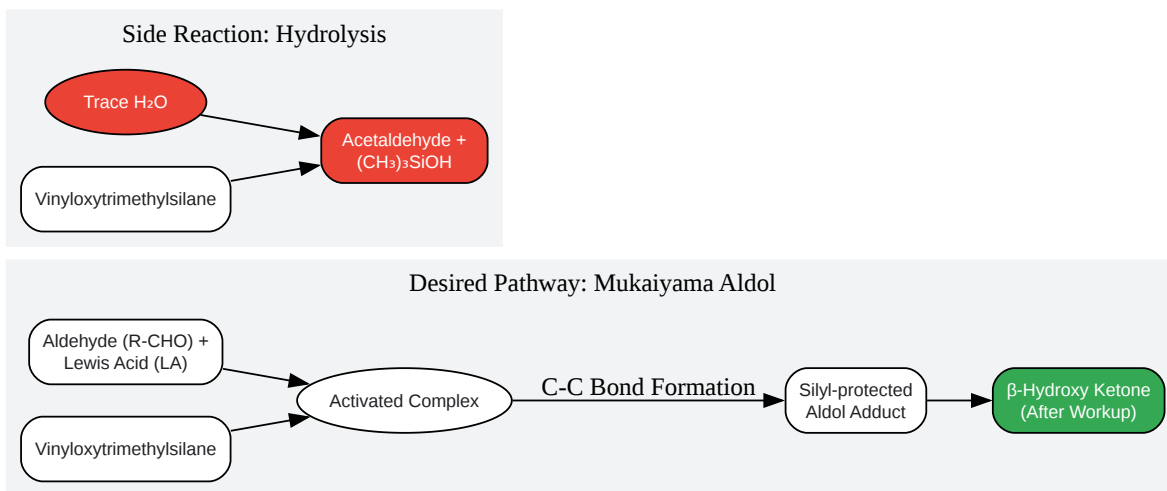 Side Reaction: Hydrolysis
Trace H₂O
Acetaldehyde +
(CH₃)₃SiOH
Vinyloxytrimethylsilane
Desired Pathway: Mukaiyama Aldol
Aldehyde (R-CHO) +
Lewis Acid (LA)
Vinyloxytrimethylsilane
Activated Complex
C-C Bond Formation
Silyl-protected
Aldol Adduct
β-Hydroxy Ketone
(After Workup)